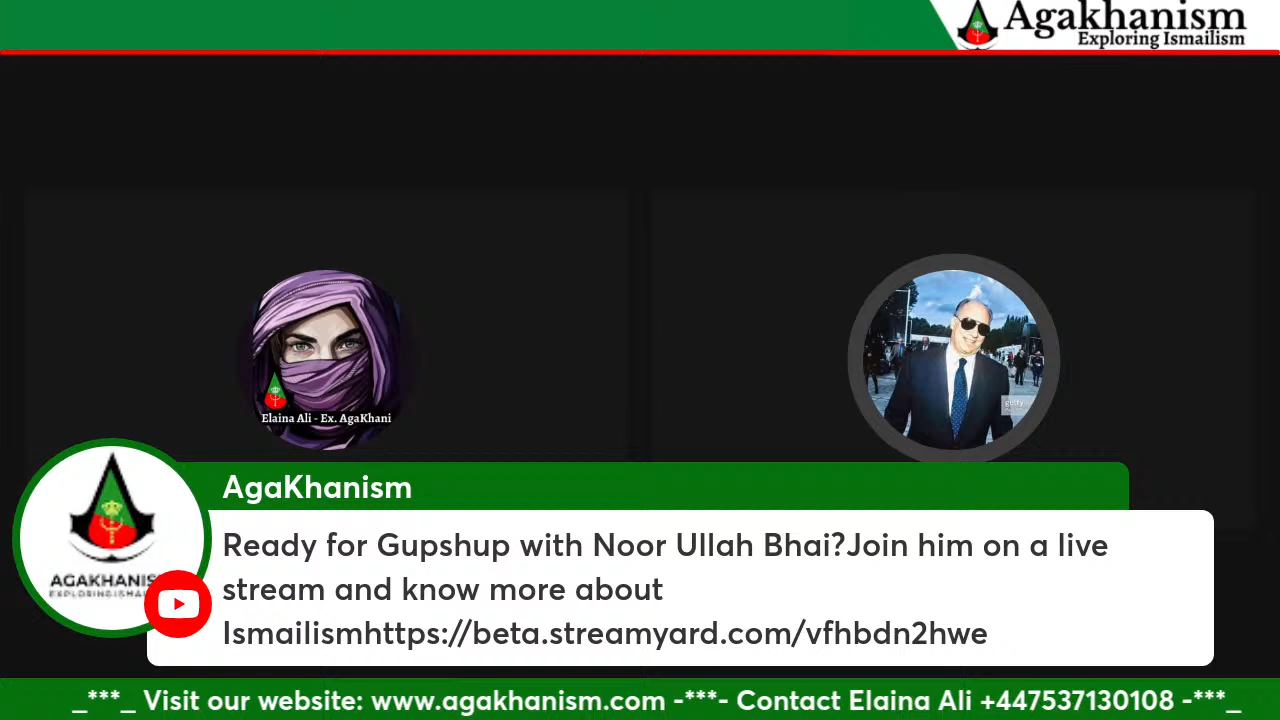 Agakhanism
Exploring Ismailism
Elaina Ali - Ex. AgaKhani
getty
AgaKhanism
Ready for Gupshup with Noor Ullah Bhai?Join him on a live
stream and know more about
Ismailismhttps://beta.streamyard.com/vfhbdn2hwe
AGAKHANISM
_***_ Visit our website: www.agakhanism.com -***- Contact Elaina Ali +447537130108 -***_